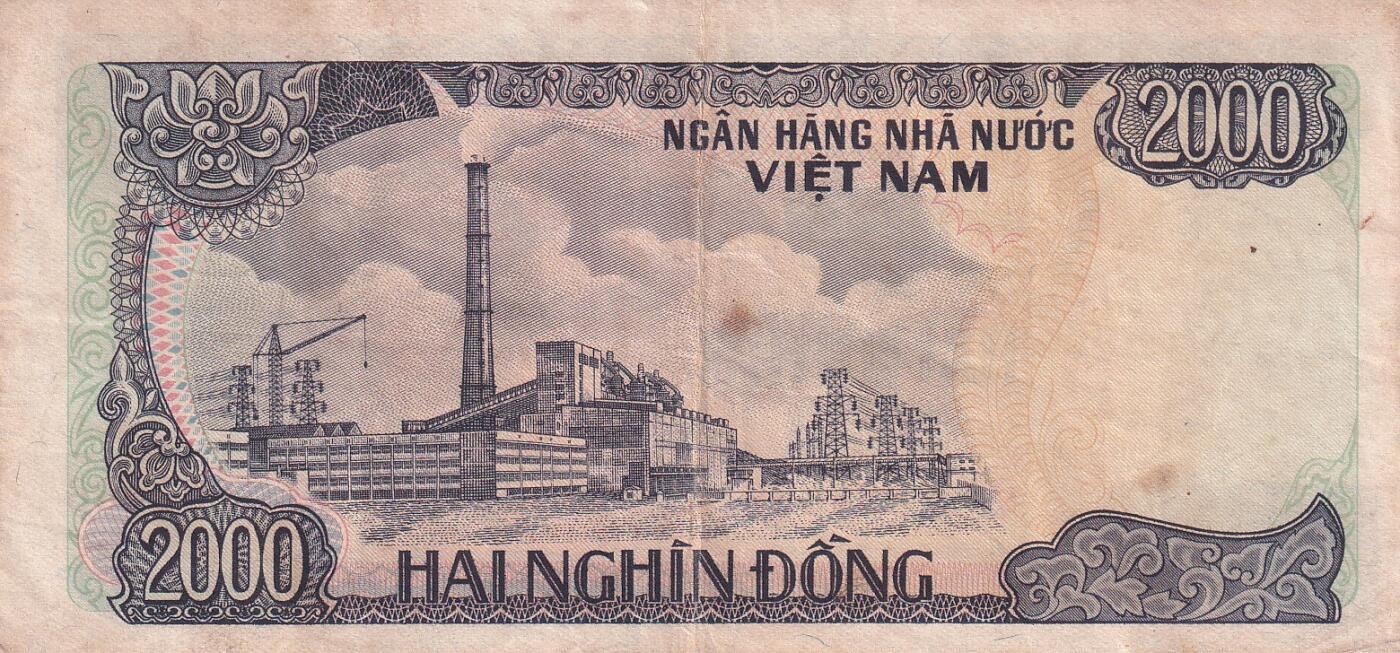 NGÂN HÀNG NHÀ NƯỚC
VIỆT NAM
2000
2000
HAI NGHÌN ĐỒNG